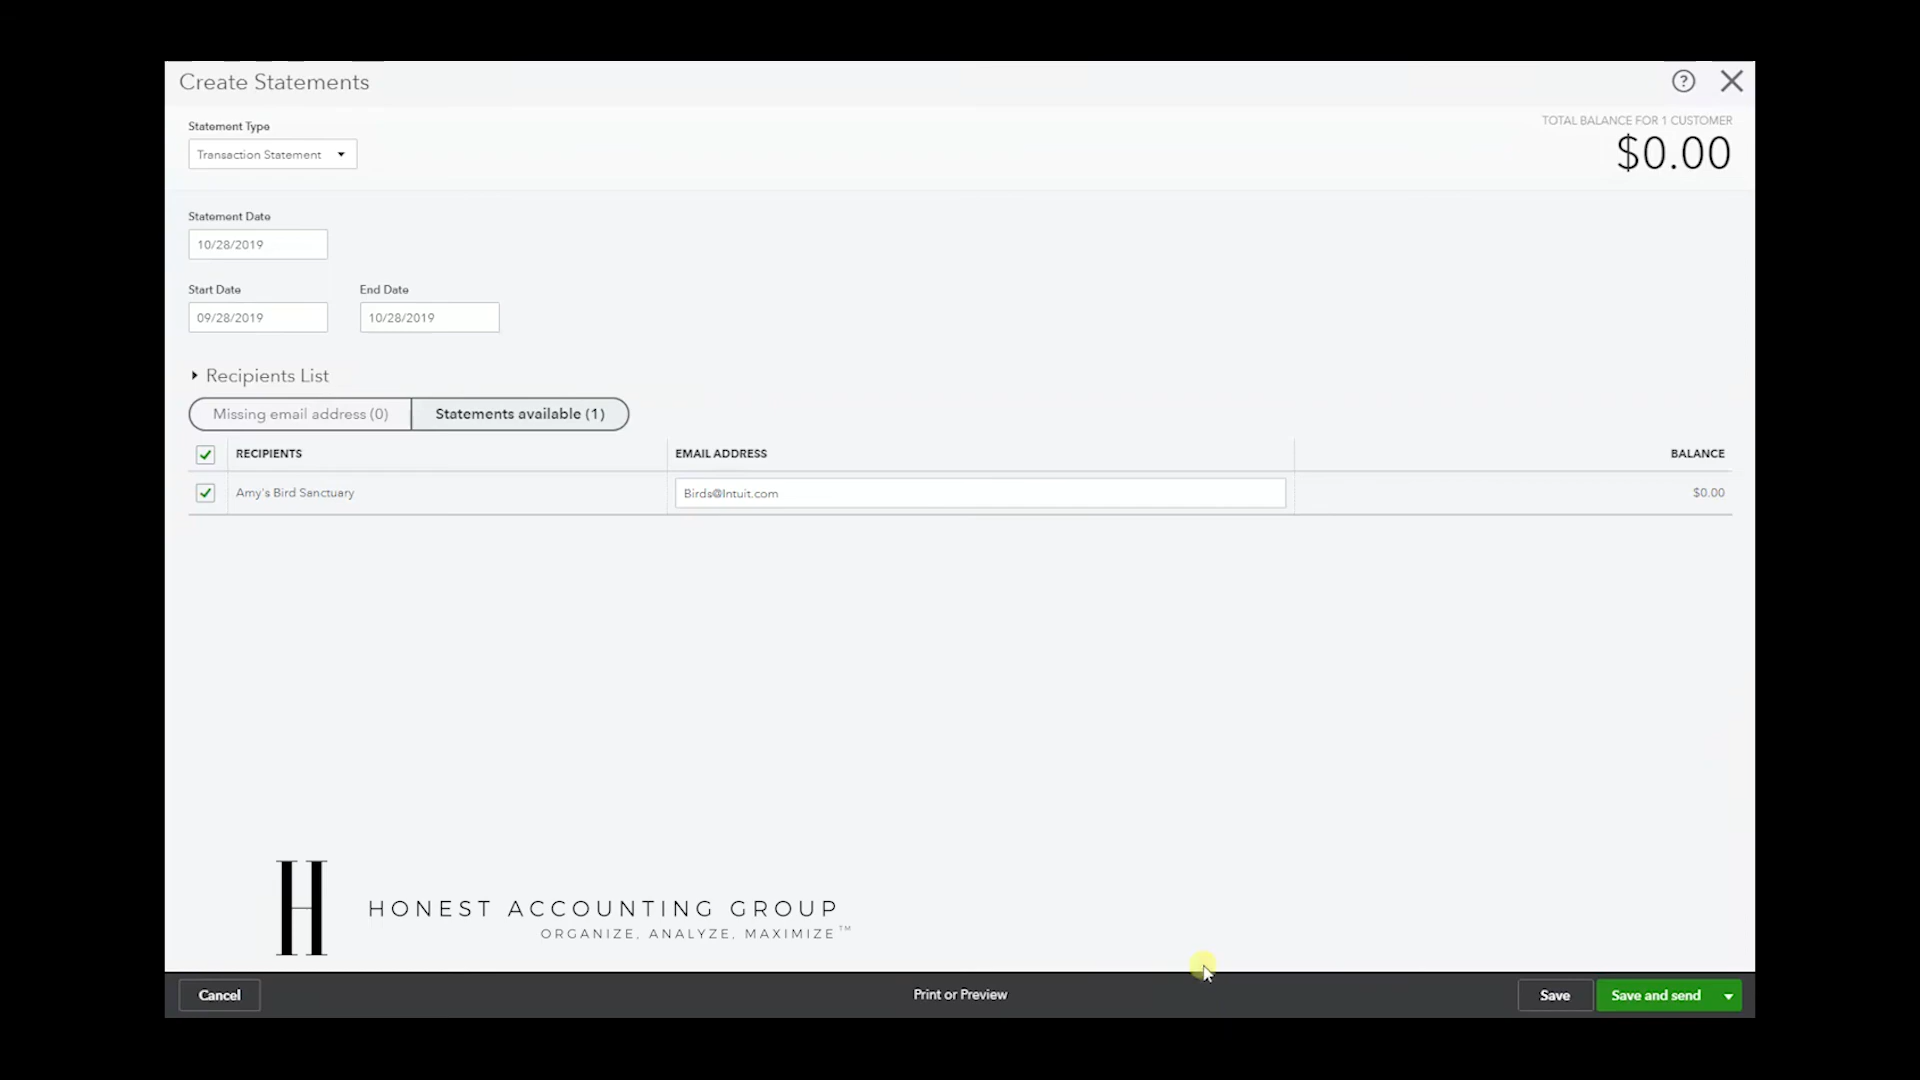 Create Statements
?
Statement Type
Transaction Statement
TOTAL BALANCE FOR 1 CUSTOMER
$0.00
Statement Date
10/28/2019
Start Date
End Date
09/28/2019
10/28/2019
Recipients List
Missing email address (0)
Statements available (1)
RECIPIENTS
EMAIL ADDRESS
BALANCE
Amy's Bird Sanctuary
Birds@Intuit.com
$0.00
H
HONEST ACCOUNTING GROUP
ORGANIZE, ANALYZE, MAXIMIZE™
Cancel
Print or Preview
Save
Save and send